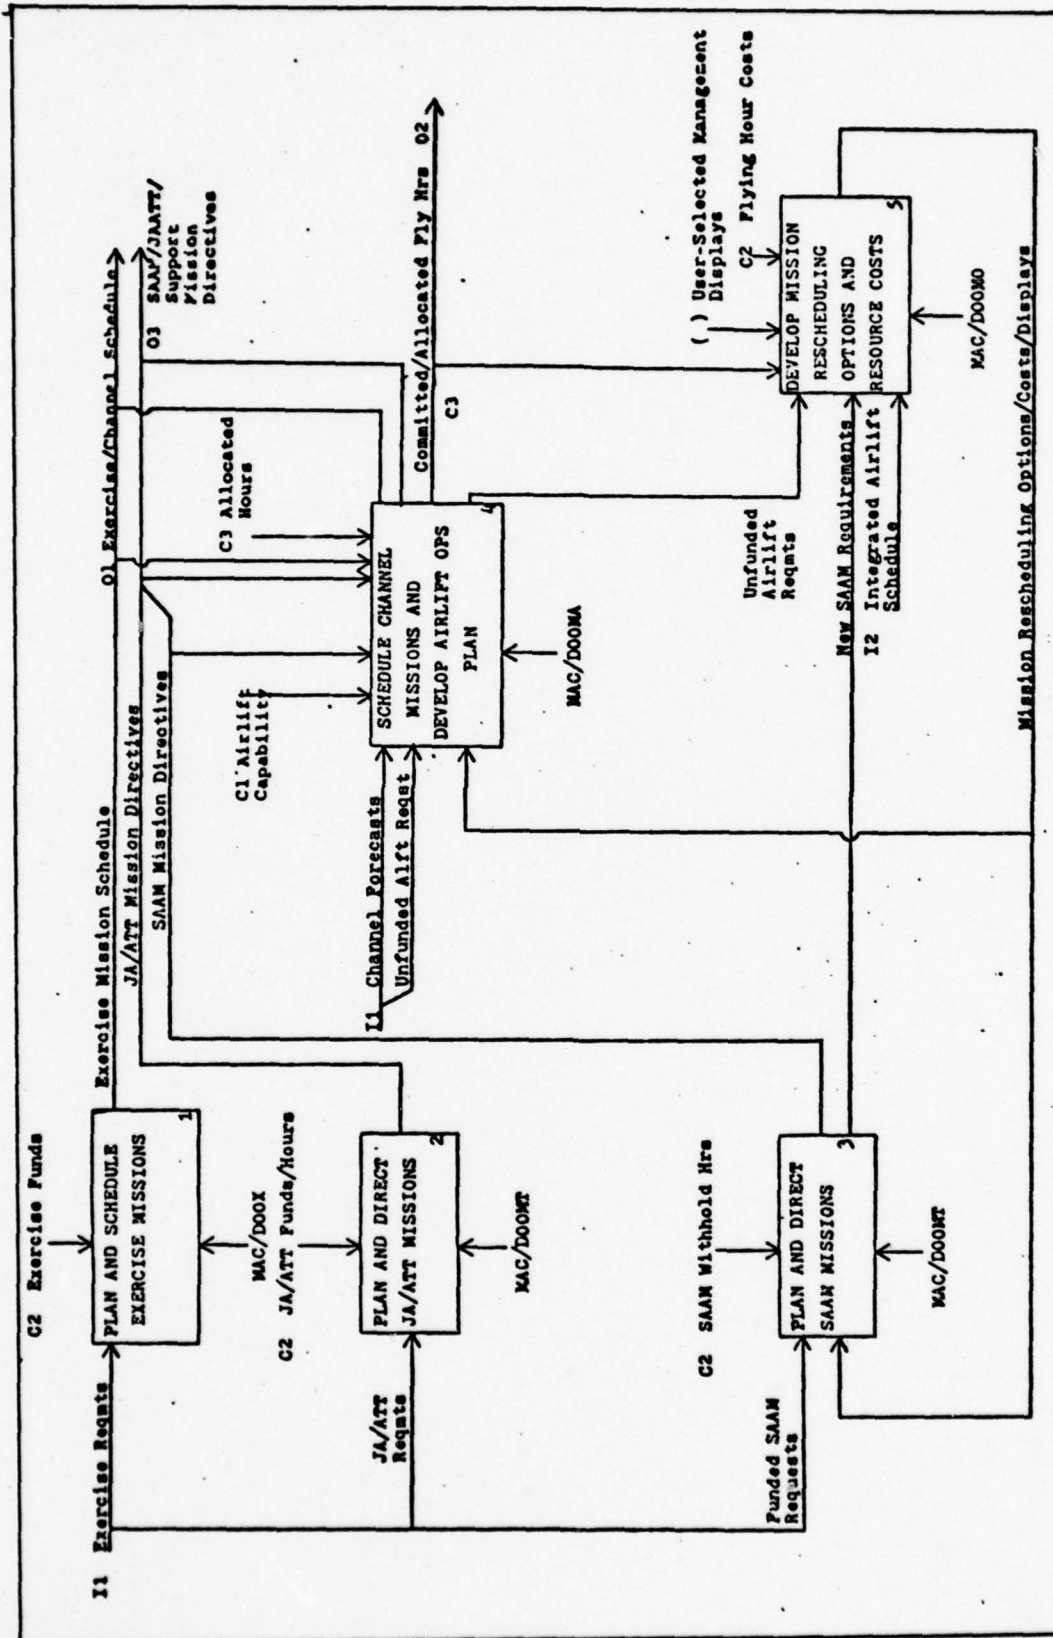 C2 Exercise Funds
I1 Exercise Reqmts
PLAN AND SCHEDULE
EXERCISE MISSIONS
1
MAC/DOOX
Exercise Mission Schedule
O1 Exercise/Channel Schedule
JA/ATT Mission Directives
SAAM Mission Directives
O3 SAAM/JAATT/
Support
Mission
Directives
C2 JA/ATT Funds/Hours
JA/ATT
Reqmts
PLAN AND DIRECT
JA/ATT MISSIONS
2
MAC/DOOMT
C1 Airlift
Capability
C3 Allocated
Hours
I1 Channel Forecasts
Unfunded Alft Reqst
SCHEDULE CHANNEL
MISSIONS AND
DEVELOP AIRLIFT OPS
PLAN
4
MAC/DOOMA
Committed/Allocated Fly Hrs O2
C3
C2 SAAM Withhold Hrs
Funded SAAM
Requests
PLAN AND DIRECT
SAAM MISSIONS
3
MAC/DOOMT
Unfunded
Airlift
Reqmts
New SAAM Requirements
I2 Integrated Airlift
Schedule
( ) User-Selected Management
Displays
C2 Flying Hour Costs
DEVELOP MISSION
RESCHEDULING
OPTIONS AND
RESOURCE COSTS
5
MAC/DOOMO
Mission Rescheduling Options/Costs/Displays